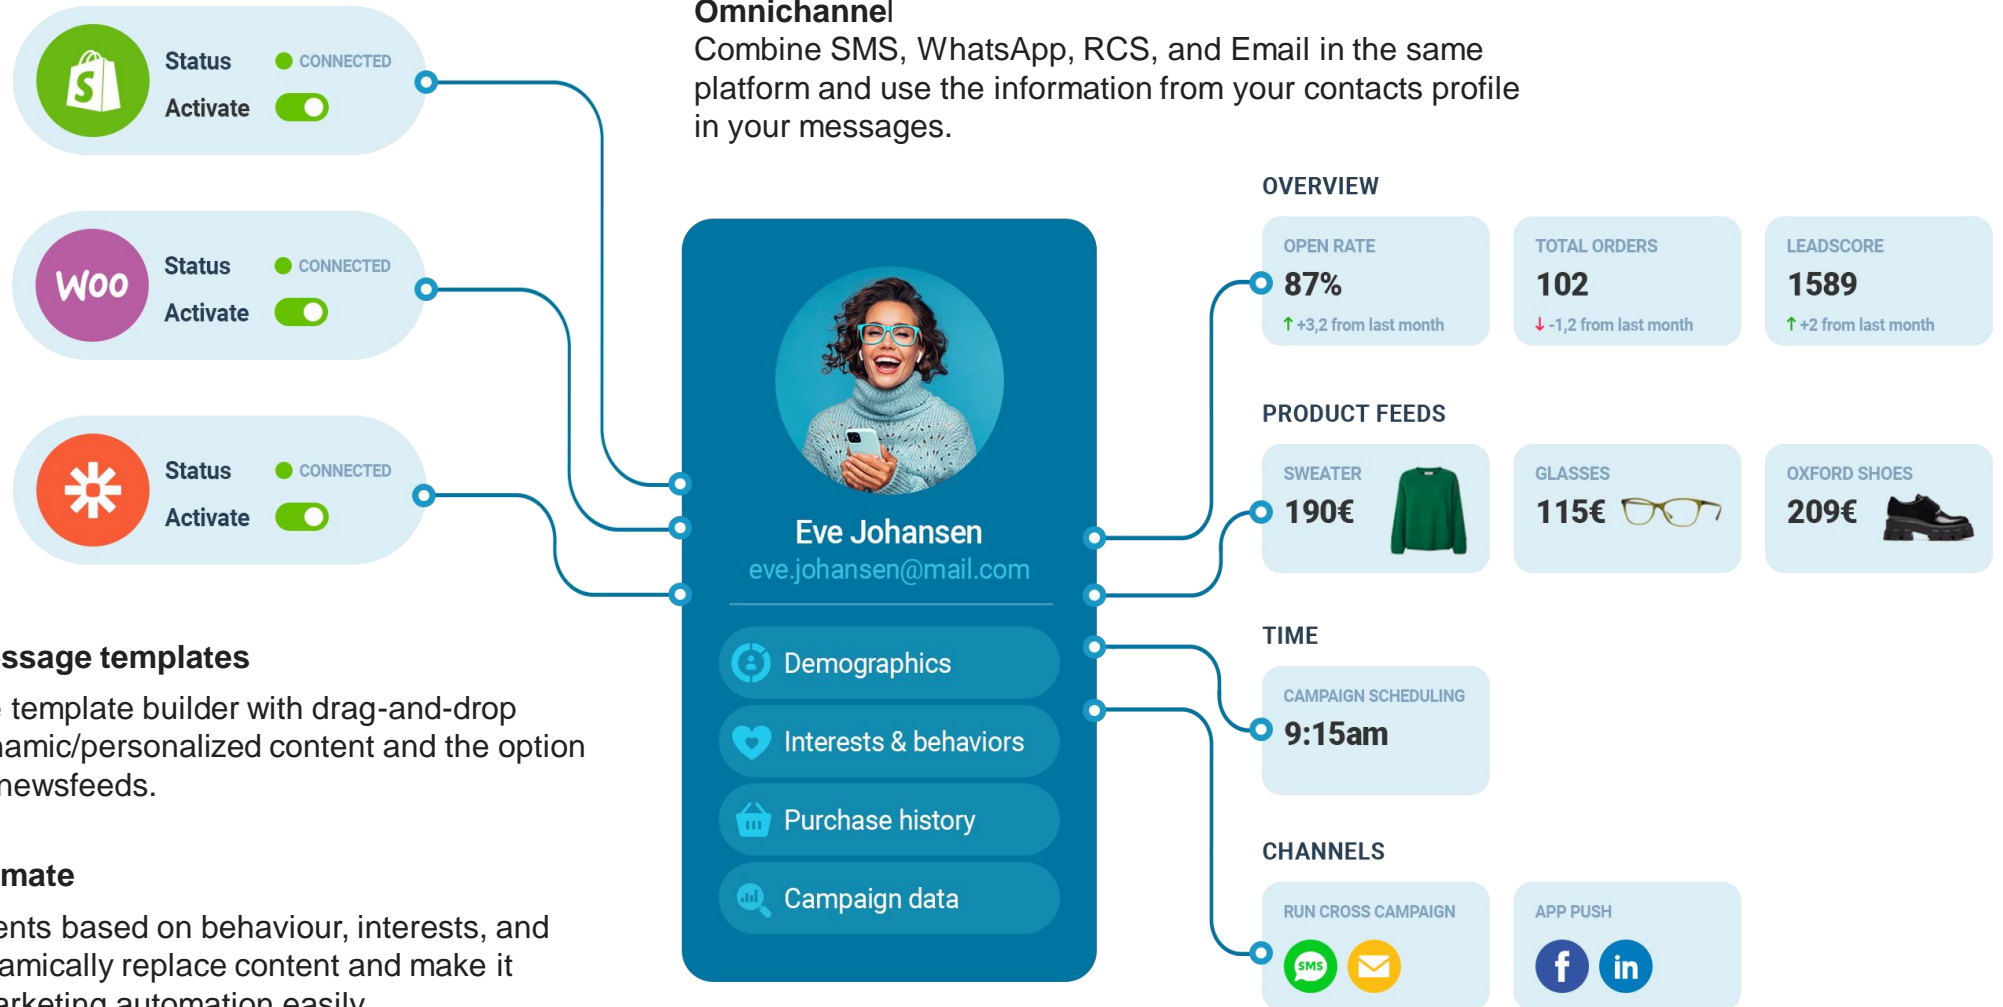 Omnichannel
Combine SMS, WhatsApp, RCS, and Email in the same
platform and use the information from your contacts profile
in your messages.
Status CONNECTED
Activate
Woo
Status CONNECTED
Activate
Status CONNECTED
Activate
ssage templates
template builder with drag-and-drop
namic/personalized content and the option
newsfeeds.
mate
ents based on behaviour, interests, and
namically replace content and make it
arketing automation easily
Eve Johansen
eve.johansen@mail.com
Demographics
Interests & behaviors
Purchase history
Campaign data
OVERVIEW
OPEN RATE
87%
↑ +3,2 from last month
TOTAL ORDERS
102
↓ -1,2 from last month
LEADSCORE
1589
↑ +2 from last month
PRODUCT FEEDS
SWEATER
190€
GLASSES
115€
OXFORD SHOES
209€
TIME
CAMPAIGN SCHEDULING
9:15am
CHANNELS
RUN CROSS CAMPAIGN
SMS
APP PUSH
f in